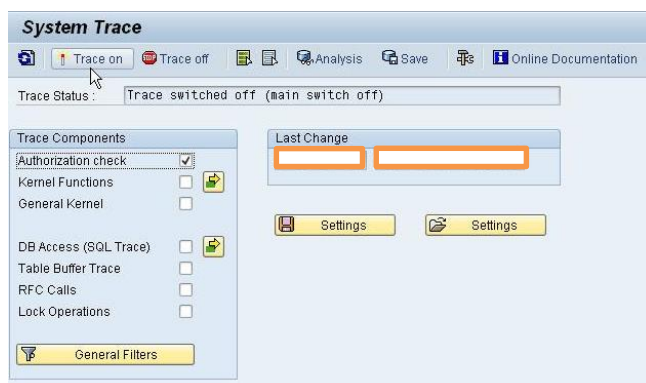 System Trace
Trace on Trace off Analysis Save Online Documentation
Trace Status : Trace switched off (main switch off)
Trace Components
Authorization check
Kernel Functions
General Kernel
DB Access (SQL Trace)
Table Buffer Trace
RFC Calls
Lock Operations
General Filters
Last Change
Settings Settings